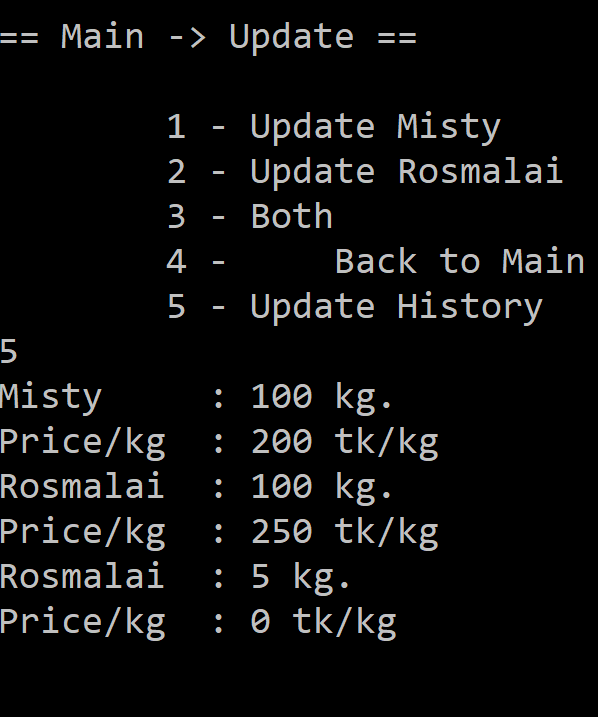 == Main -> Update ==
1 - Update Misty
2 - Update Rosmalai
3 - Both
4 -     Back to Main
5 - Update History
5
Misty     : 100 kg.
Price/kg  : 200 tk/kg
Rosmalai  : 100 kg.
Price/kg  : 250 tk/kg
Rosmalai  : 5 kg.
Price/kg  : 0 tk/kg